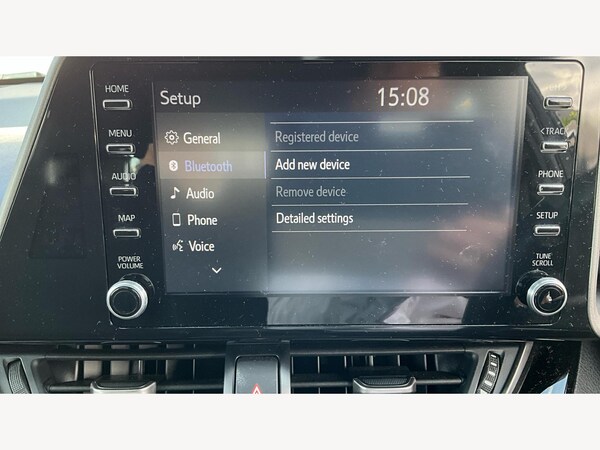 HOME
MENU
AUDIO
MAP
POWER
VOLUME
Setup
15:08
General
Bluetooth
Audio
Phone
Voice
Registered device
Add new device
Remove device
Detailed settings
<TRACK
PHONE
SETUP
TUNE
SCROLL